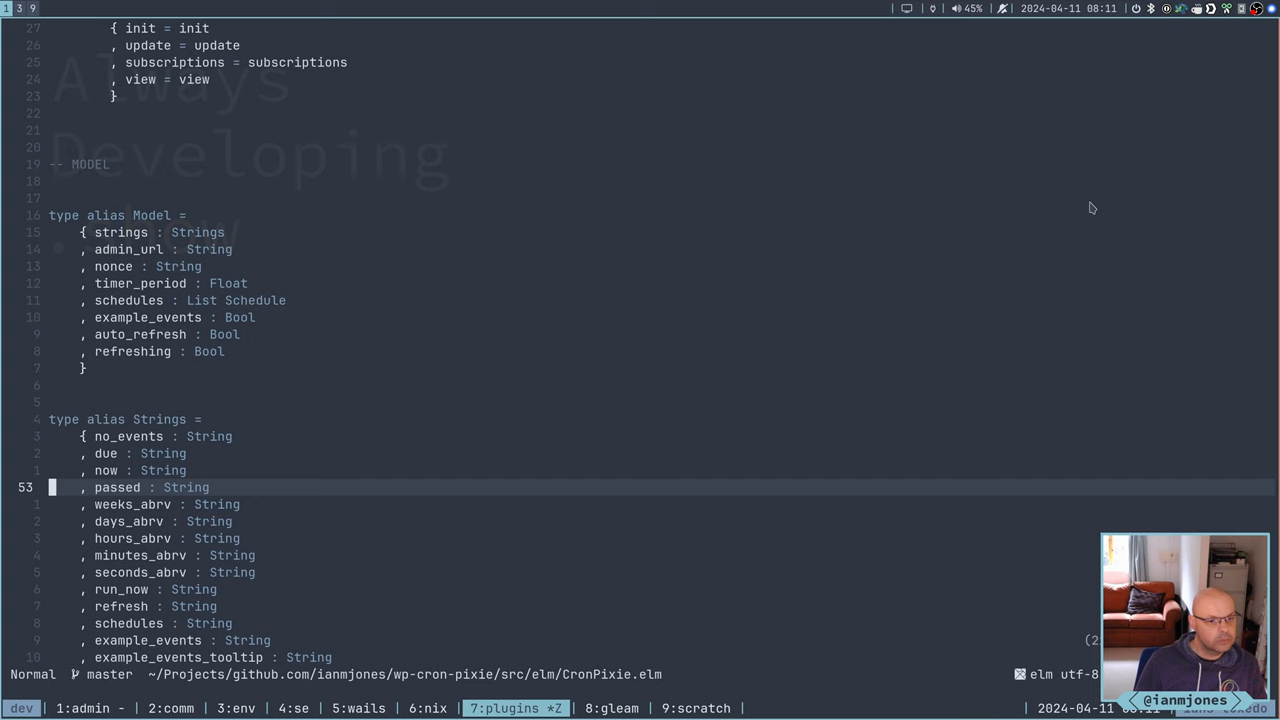 1 3 9 45% 2024-04-11 08:11
27 { init = init
26 , update = update
25 , subscriptions = subscriptions
24 , view = view
23 }
22
21
20
19 -- MODEL
18
17
16 type alias Model =
15 { strings : Strings
14 , admin_url : String
13 , nonce : String
12 , timer_period : Float
11 , schedules : List Schedule
10 , example_events : Bool
9 , auto_refresh : Bool
8 , refreshing : Bool
7 }
6
5
4 type alias Strings =
3 { no_events : String
2 , due : String
1 , now : String
53 , passed : String
1 , weeks_abrv : String
2 , days_abrv : String
3 , hours_abrv : String
4 , minutes_abrv : String
5 , seconds_abrv : String
6 , run_now : String
7 , refresh : String
8 , schedules : String
9 , example_events : String
10 , example_events_tooltip : String
Always
Developing
.show
(2
Normal master ~/Projects/github.com/ianmjones/wp-cron-pixie/src/elm/CronPixie.elm elm utf-8
@ianmjones
dev 1:admin - | 2:comm | 3:env | 4:se | 5:wails | 6:nix | 7:plugins *Z 8:gleam | 9:scratch | 2024-04-11 08:11